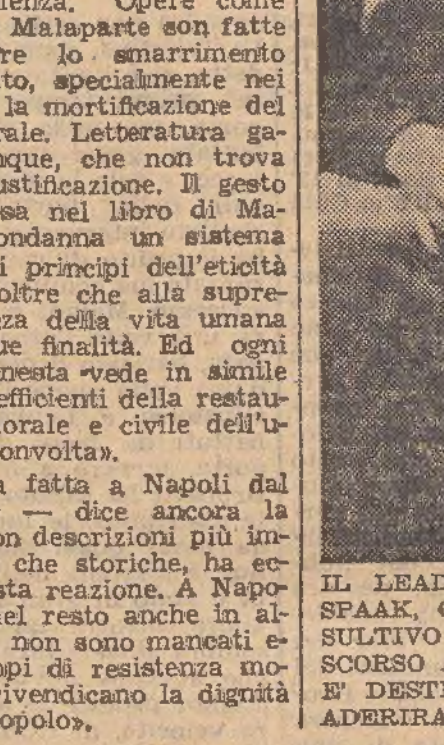 lenza. Opere come
Malaparte son fatte
re lo smarrimento
to, specialmente nei
la mortificazione del
rale. Letteratura ga-
nque, che non trova
ustificazione. Il gesto
sa nel libro di Ma-
ondanna un sistema
i principi dell'eticità
oltre che alla supre-
za della vita umana
ue finalità. Ed ogni
nesta vede in simile
efficienti della restau-
orale e civile dell'u-
onvolta».
a fatta a Napoli dal
— dice ancora la
on descrizioni più im-
che storiche, ha ec-
sta reazione. A Napo-
nel resto anche in al-
non sono mancati e-
pi di resistenza mo-
rivendicano la dignità
opolo».
IL LEAD
SPAAK,
SULTIVO
SCORSO
E' DESTI
ADERIRA